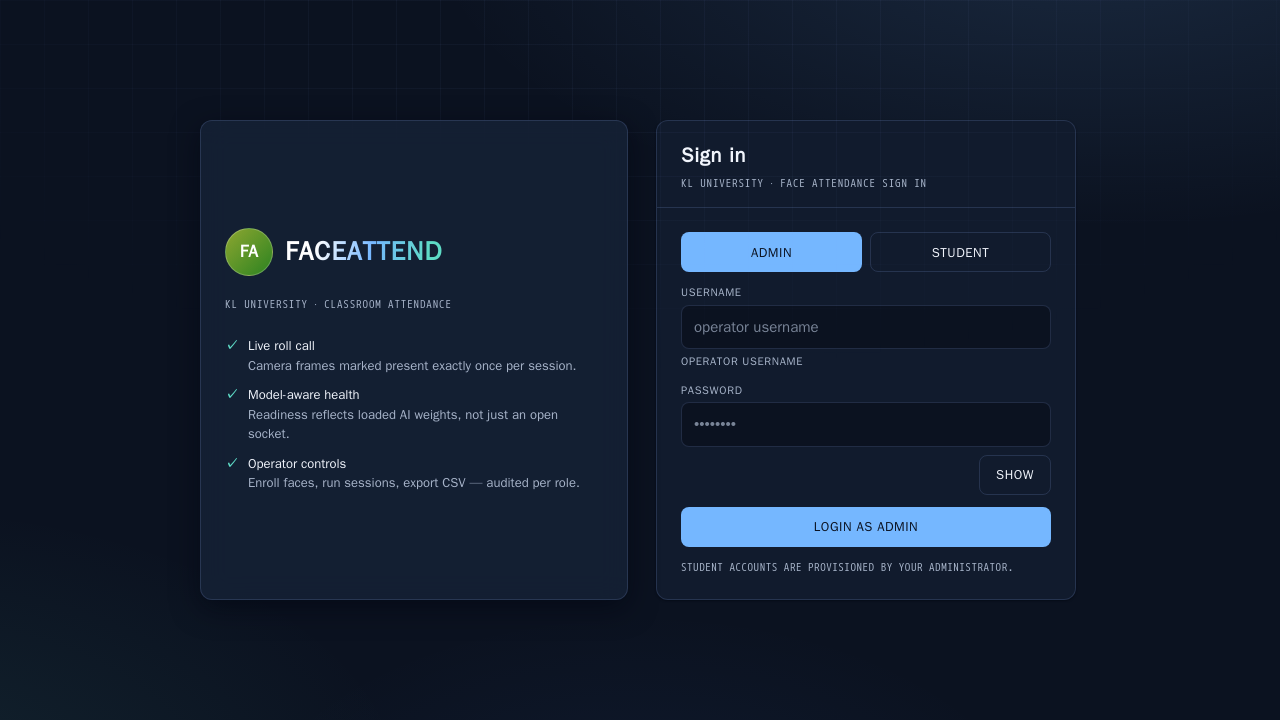 FA
FACEATTEND
KL UNIVERSITY · CLASSROOM ATTENDANCE
✓ Live roll call
Camera frames marked present exactly once per session.
✓ Model-aware health
Readiness reflects loaded AI weights, not just an open
socket.
✓ Operator controls
Enroll faces, run sessions, export CSV — audited per role.
Sign in
KL UNIVERSITY · FACE ATTENDANCE SIGN IN
ADMIN
STUDENT
USERNAME
operator username
OPERATOR USERNAME
PASSWORD
••••••••
SHOW
LOGIN AS ADMIN
STUDENT ACCOUNTS ARE PROVISIONED BY YOUR ADMINISTRATOR.